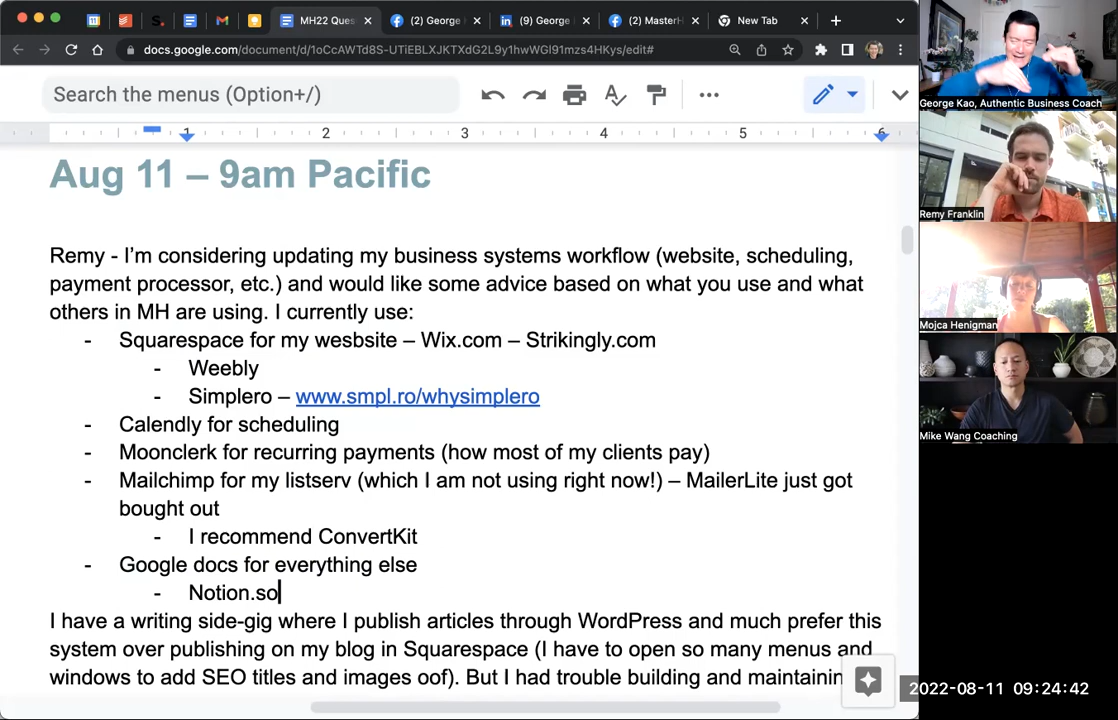 MH22 Ques
(2) George
(9) George
(2) MasterH
New Tab
docs.google.com/document/d/1oCcAWTd8S-UTiEBLXJKTXdG2L9y1hwWGl91mzs4HKys/edit#
Search the menus (Option+/)
1 2 3 4 5 6
Aug 11 – 9am Pacific
Remy - I'm considering updating my business systems workflow (website, scheduling,
payment processor, etc.) and would like some advice based on what you use and what
others in MH are using. I currently use:
- Squarespace for my wesbsite – Wix.com – Strikingly.com
- Weebly
- Simplero – www.smpl.ro/whysimplero
- Calendly for scheduling
- Moonclerk for recurring payments (how most of my clients pay)
- Mailchimp for my listserv (which I am not using right now!) – MailerLite just got
bought out
- I recommend ConvertKit
- Google docs for everything else
- Notion.so
I have a writing side-gig where I publish articles through WordPress and much prefer this
system over publishing on my blog in Squarespace (I have to open so many menus and
windows to add SEO titles and images oof). But I had trouble building and maintainin
George Kao, Authentic Business Coach
Remy Franklin
Mojca Henigman
Mike Wang Coaching
2022-08-11 09:24:42